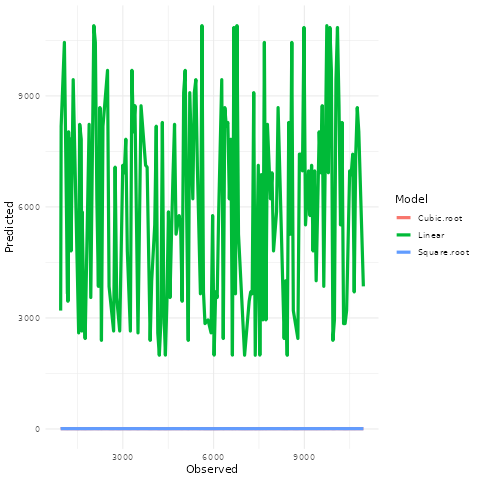 9000
6000
3000
0
Predicted
3000
6000
9000
Observed
Model
Cubic.root
Linear
Square.root